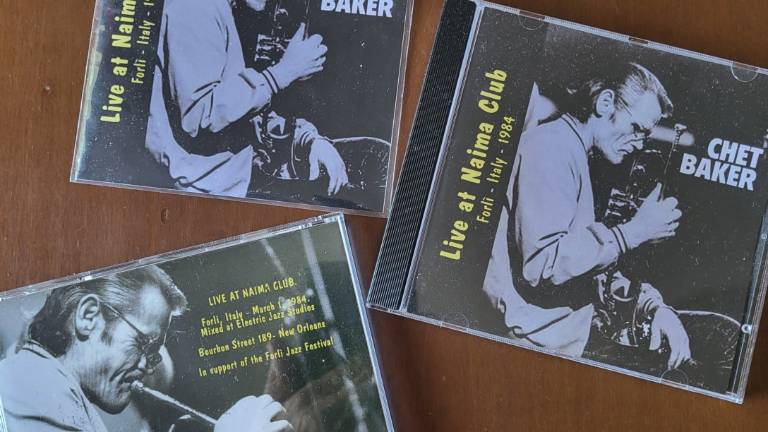 BAKER
Live at Naima
Forlì - Italy - 1
Live at Naima Club
Forlì - Italy - 1984
CHET
BAKER
LIVE AT NAIMA CLUB
Forlì, Italy - March 1, 1984
Mixed at Electric Jazz Studios
Bourbon Street 189 - New Orleans
In support of the Forlì Jazz Festival